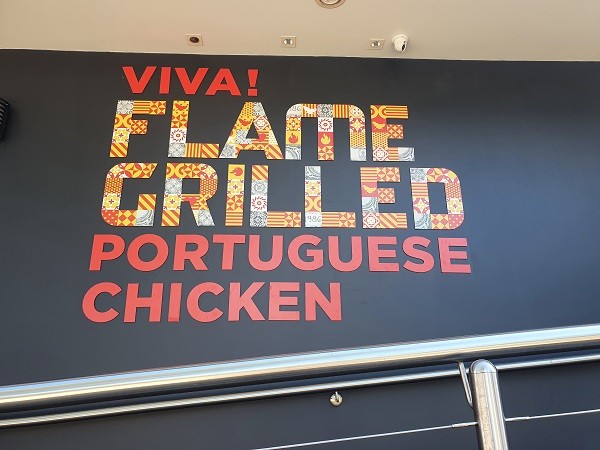 VIVA!
FLAME
GRILLED
PORTUGUESE
CHICKEN